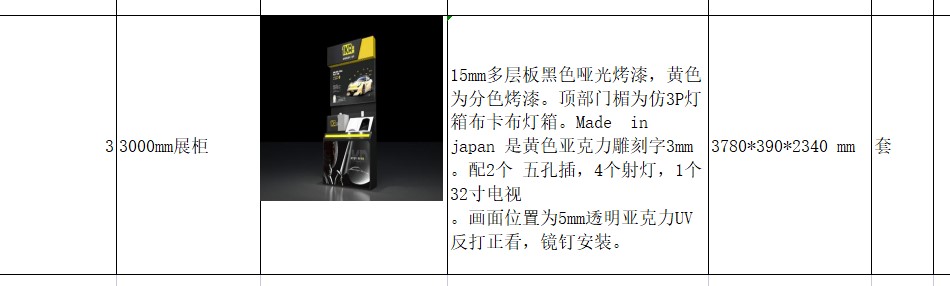 3
3000mm展柜
15mm多层板黑色哑光烤漆，黄色
为分色烤漆。顶部门楣为仿3P灯
箱布卡布灯箱。Made in
japan 是黄色亚克力雕刻字3mm
。配2个 五孔插，4个射灯，1个
32寸电视
。画面位置为5mm透明亚克力UV
反打正看，镜钉安装。
3780*390*2340 mm
套